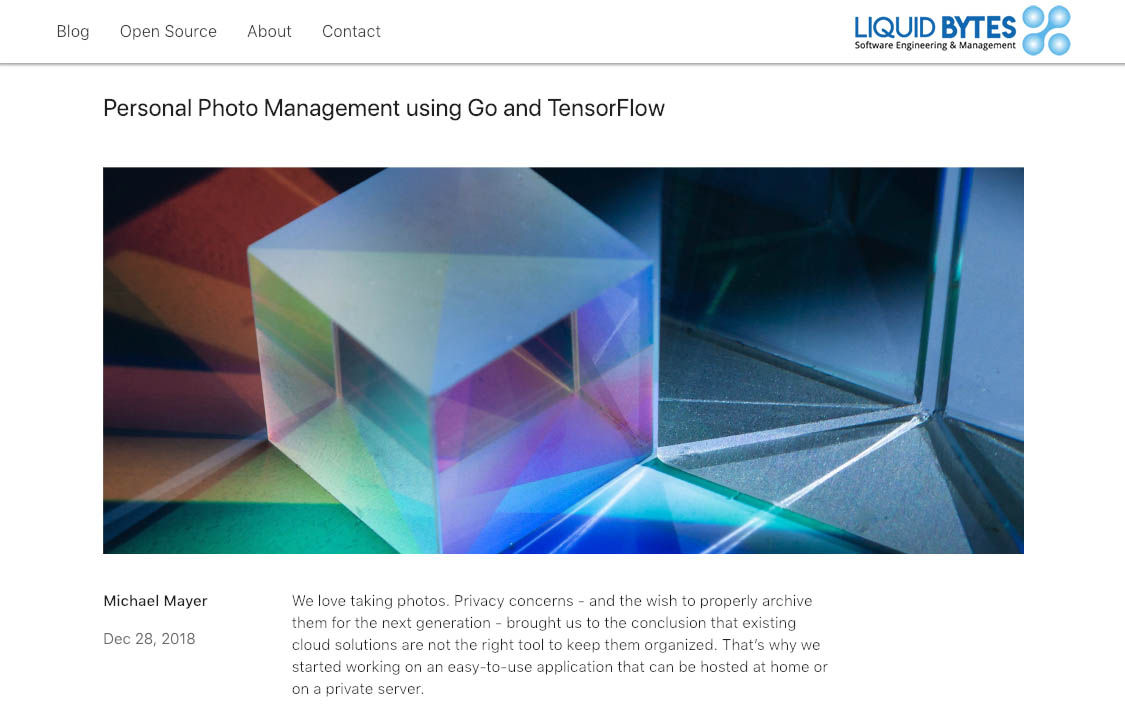 Blog Open Source About Contact
LIQUID BYTES
Software Engineering & Management
Personal Photo Management using Go and TensorFlow
Michael Mayer
Dec 28, 2018
We love taking photos. Privacy concerns - and the wish to properly archive
them for the next generation - brought us to the conclusion that existing
cloud solutions are not the right tool to keep them organized. That’s why we
started working on an easy-to-use application that can be hosted at home or
on a private server.